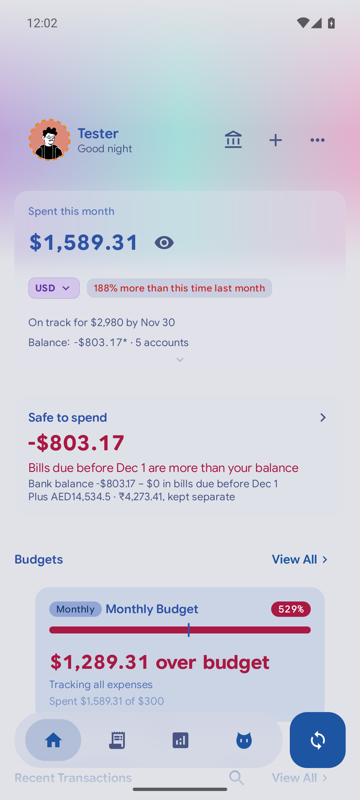 12:02
Tester
Good night
Spent this month
$1,589.31
USD
188% more than this time last month
On track for $2,980 by Nov 30
Balance: -$803.17* · 5 accounts
Safe to spend
-$803.17
Bills due before Dec 1 are more than your balance
Bank balance -$803.17 – $0 in bills due before Dec 1
Plus AED14,534.5 · ₹4,273.41, kept separate
Budgets
View All
Monthly
Monthly Budget
529%
$1,289.31 over budget
Tracking all expenses
Spent $1,589.31 of $300
Recent Transactions
View All